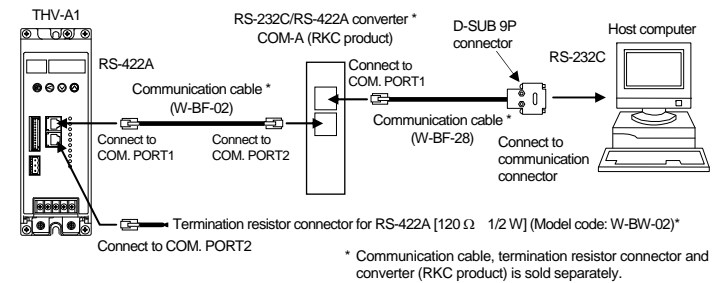 THV-A1
RS-422A
RS-232C/RS-422A converter *
COM-A (RKC product)
D-SUB 9P
connector
Host computer
RS-232C
Connect to
COM. PORT1
Communication cable *
(W-BF-02)
Connect to
COM. PORT1
Connect to
COM. PORT2
Communication cable *
(W-BF-28)
Connect to
communication
connector
Termination resistor connector for RS-422A [120 Ω 1/2 W] (Model code: W-BW-02)*
Connect to COM. PORT2
* Communication cable, termination resistor connector and
converter (RKC product) is sold separately.